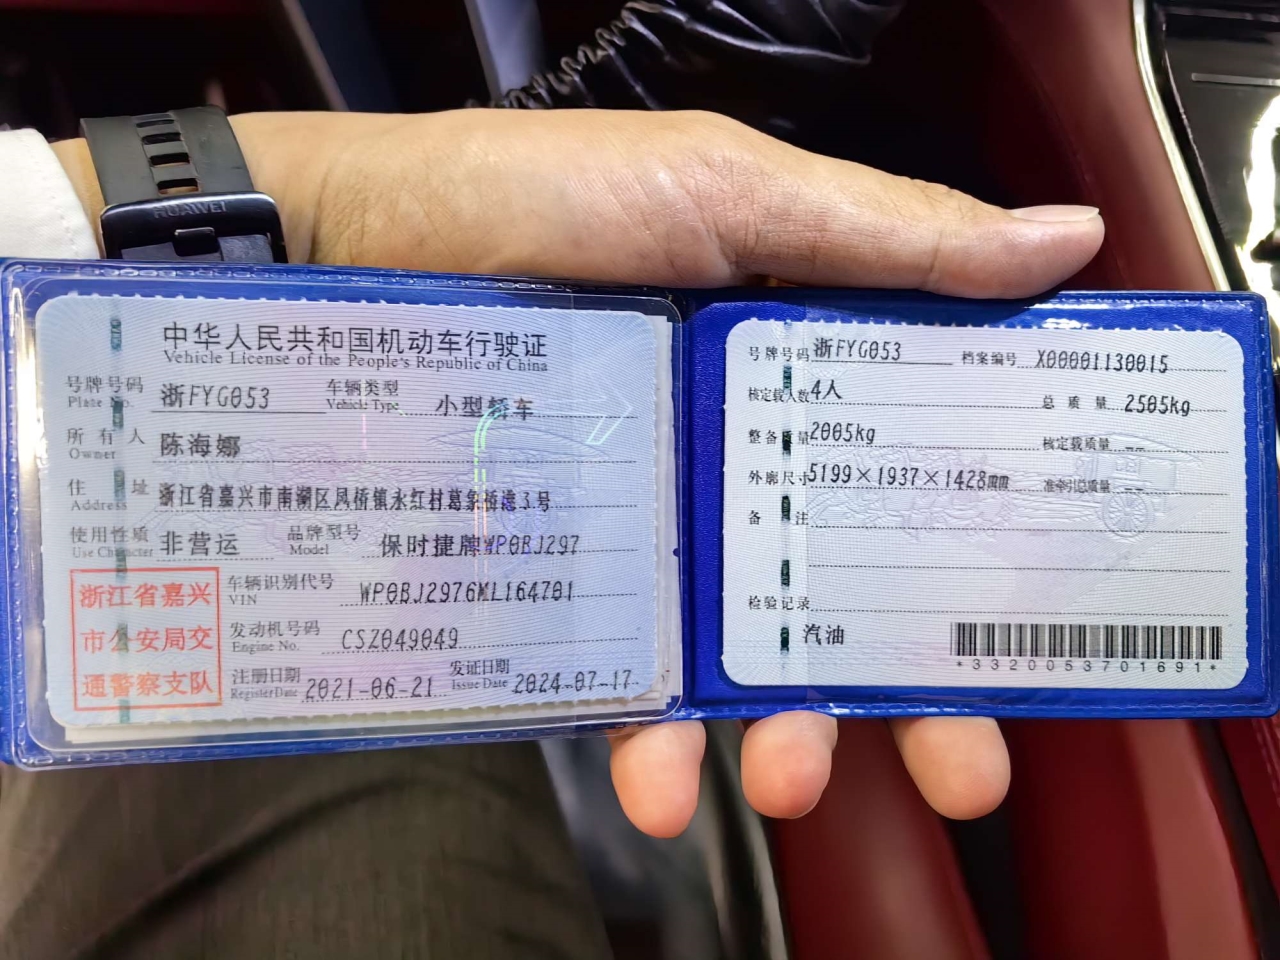 HUAWEI
中华人民共和国机动车行驶证
Vehicle License of the People's Republic of China
号牌号码 浙FYG053 车辆类型 小型轿车
Plate No. Vehicle Type
所有人 陈海娜
Owner
住址 浙江省嘉兴市南湖区凤桥镇永红村葛象桥港3号
Address
使用性质 非营运 品牌型号 保时捷牌WP0BJ297
Use Character Model
浙江省嘉兴
市公安局交
通警察支队
车辆识别代号 WP0BJ2976ML164701
VIN
发动机号码 CSZ049049
Engine No.
注册日期 2021-06-21 发证日期 2024-07-17
Register Date Issue Date
号牌号码 浙FYG053 档案编号 X00001130015
核定载人数 4人 总质量 2505kg
整备质量 2005kg 核定载质量 --
外廓尺寸 5199×1937×1428mm 准牵引总质量 --
备注
检验记录
汽油
*3320053701691*